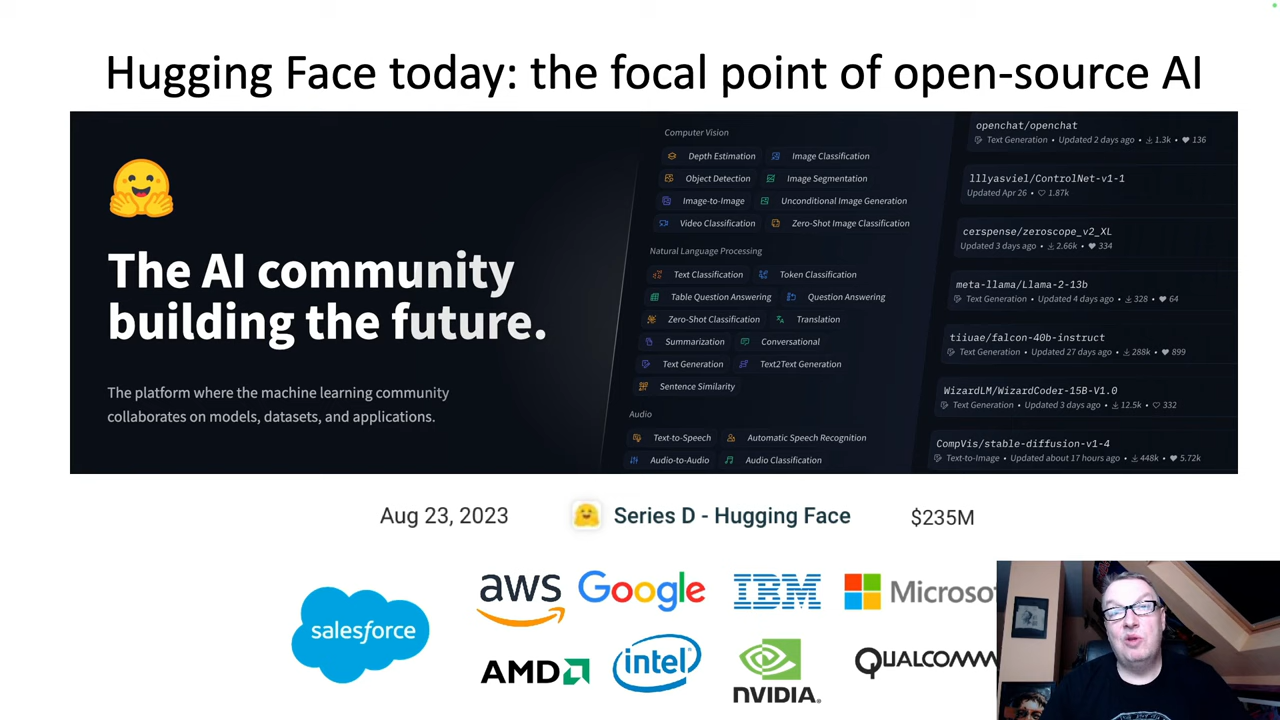 Hugging Face today: the focal point of open-source AI
The AI community
building the future.
The platform where the machine learning community
collaborates on models, datasets, and applications.
Computer Vision
Depth Estimation
Image Classification
Object Detection
Image Segmentation
Image-to-Image
Unconditional Image Generation
Video Classification
Zero-Shot Image Classification
Natural Language Processing
Text Classification
Token Classification
Table Question Answering
Question Answering
Zero-Shot Classification
Translation
Summarization
Conversational
Text Generation
Text2Text Generation
Sentence Similarity
Audio
Text-to-Speech
Automatic Speech Recognition
Audio-to-Audio
Audio Classification
openchat/openchat
Text Generation • Updated 2 days ago • 1.3k • 136
lllyasviel/ControlNet-v1-1
Updated Apr 26 • 1.87k
cerspense/zeroscope_v2_XL
Updated 3 days ago • 2.66k • 334
meta-llama/Llama-2-13b
Text Generation • Updated 4 days ago • 328 • 64
tiiuae/falcon-40b-instruct
Text Generation • Updated 27 days ago • 288k • 899
WizardLM/WizardCoder-15B-V1.0
Text Generation • Updated 3 days ago • 12.5k • 332
CompVis/stable-diffusion-v1-4
Text-to-Image • Updated about 17 hours ago • 448k • 5.72k
Aug 23, 2023 Series D - Hugging Face $235M
salesforce
aws Google IBM Microsof
AMD intel NVIDIA. QUALCOMM